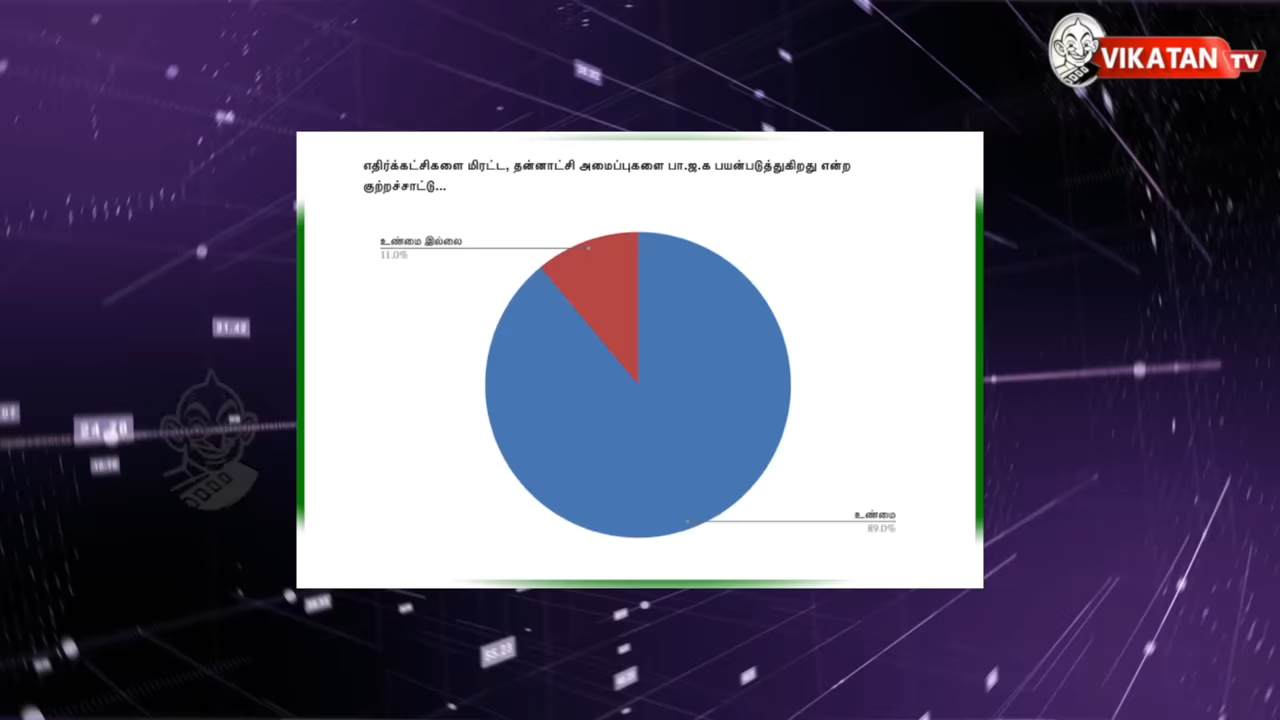 VIKATAN TV
எதிர்க்கட்சிகளை மிரட்ட, தன்னாட்சி அமைப்புகளை பா.ஜ.க பயன்படுத்துகிறது என்ற
குற்றச்சாட்டு...
உண்மை இல்லை
11.0%
உண்மை
89.0%